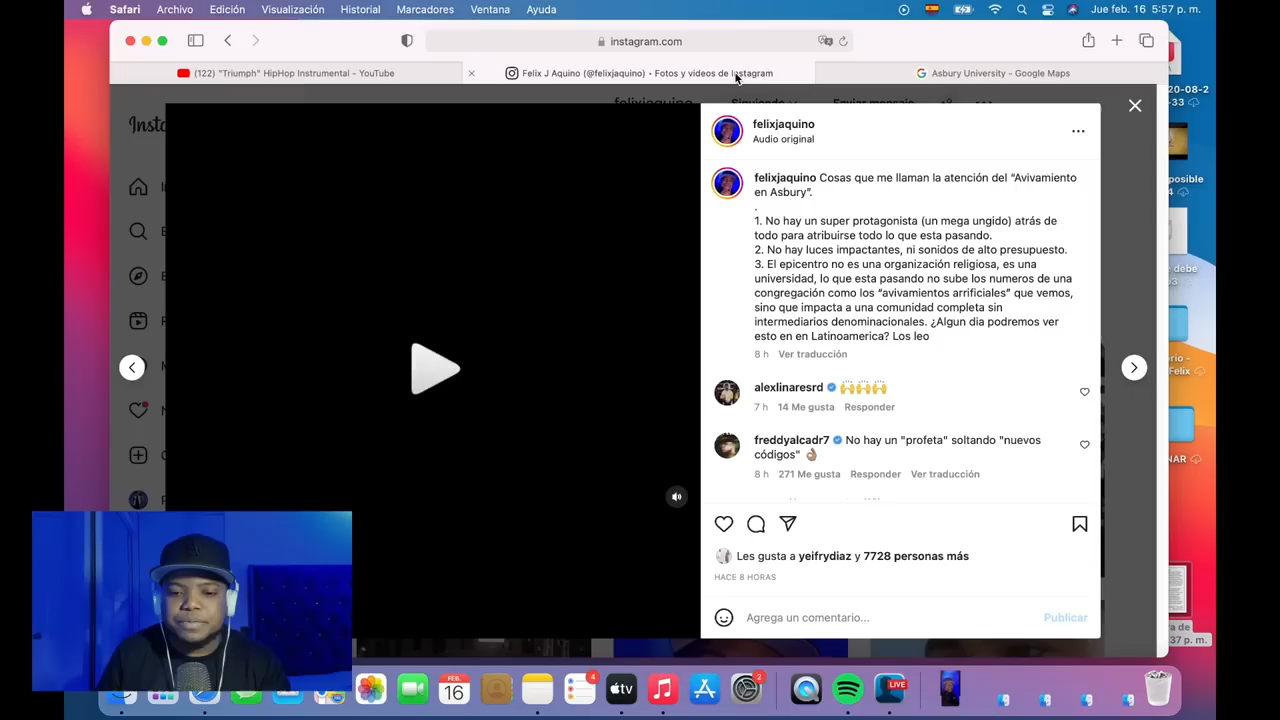 Safari Archivo Edición Visualización Historial Marcadores Ventana Ayuda
Jue feb. 16 5:57 p. m.
instagram.com
(122) "Triumph" HipHop Instrumental - YouTube
Felix J Aquino (@felixjaquino) • Fotos y videos de Instagram
Asbury University - Google Maps
felixjaquino
Audio original
felixjaquino Cosas que me llaman la atención del “Avivamiento
en Asbury”.
.
1. No hay un super protagonista (un mega ungido) atrás de
todo para atribuirse todo lo que esta pasando.
2. No hay luces impactantes, ni sonidos de alto presupuesto.
3. El epicentro no es una organización religiosa, es una
universidad, lo que esta pasando no sube los numeros de una
congregación como los “avivamientos arrificiales” que vemos,
sino que impacta a una comunidad completa sin
intermediarios denominacionales. ¿Algun dia podremos ver
esto en en Latinoamerica? Los leo
8 h Ver traducción
alexlinaresrd 🙌🙌🙌
7 h 14 Me gusta Responder
freddyalcadr7 No hay un "profeta" soltando "nuevos
códigos" 👌🏽
8 h 271 Me gusta Responder Ver traducción
Les gusta a yeifrydiaz y 7728 personas más
HACE 8 HORAS
Agrega un comentario...
Publicar
FEB.
16
4
tv
LIVE
2